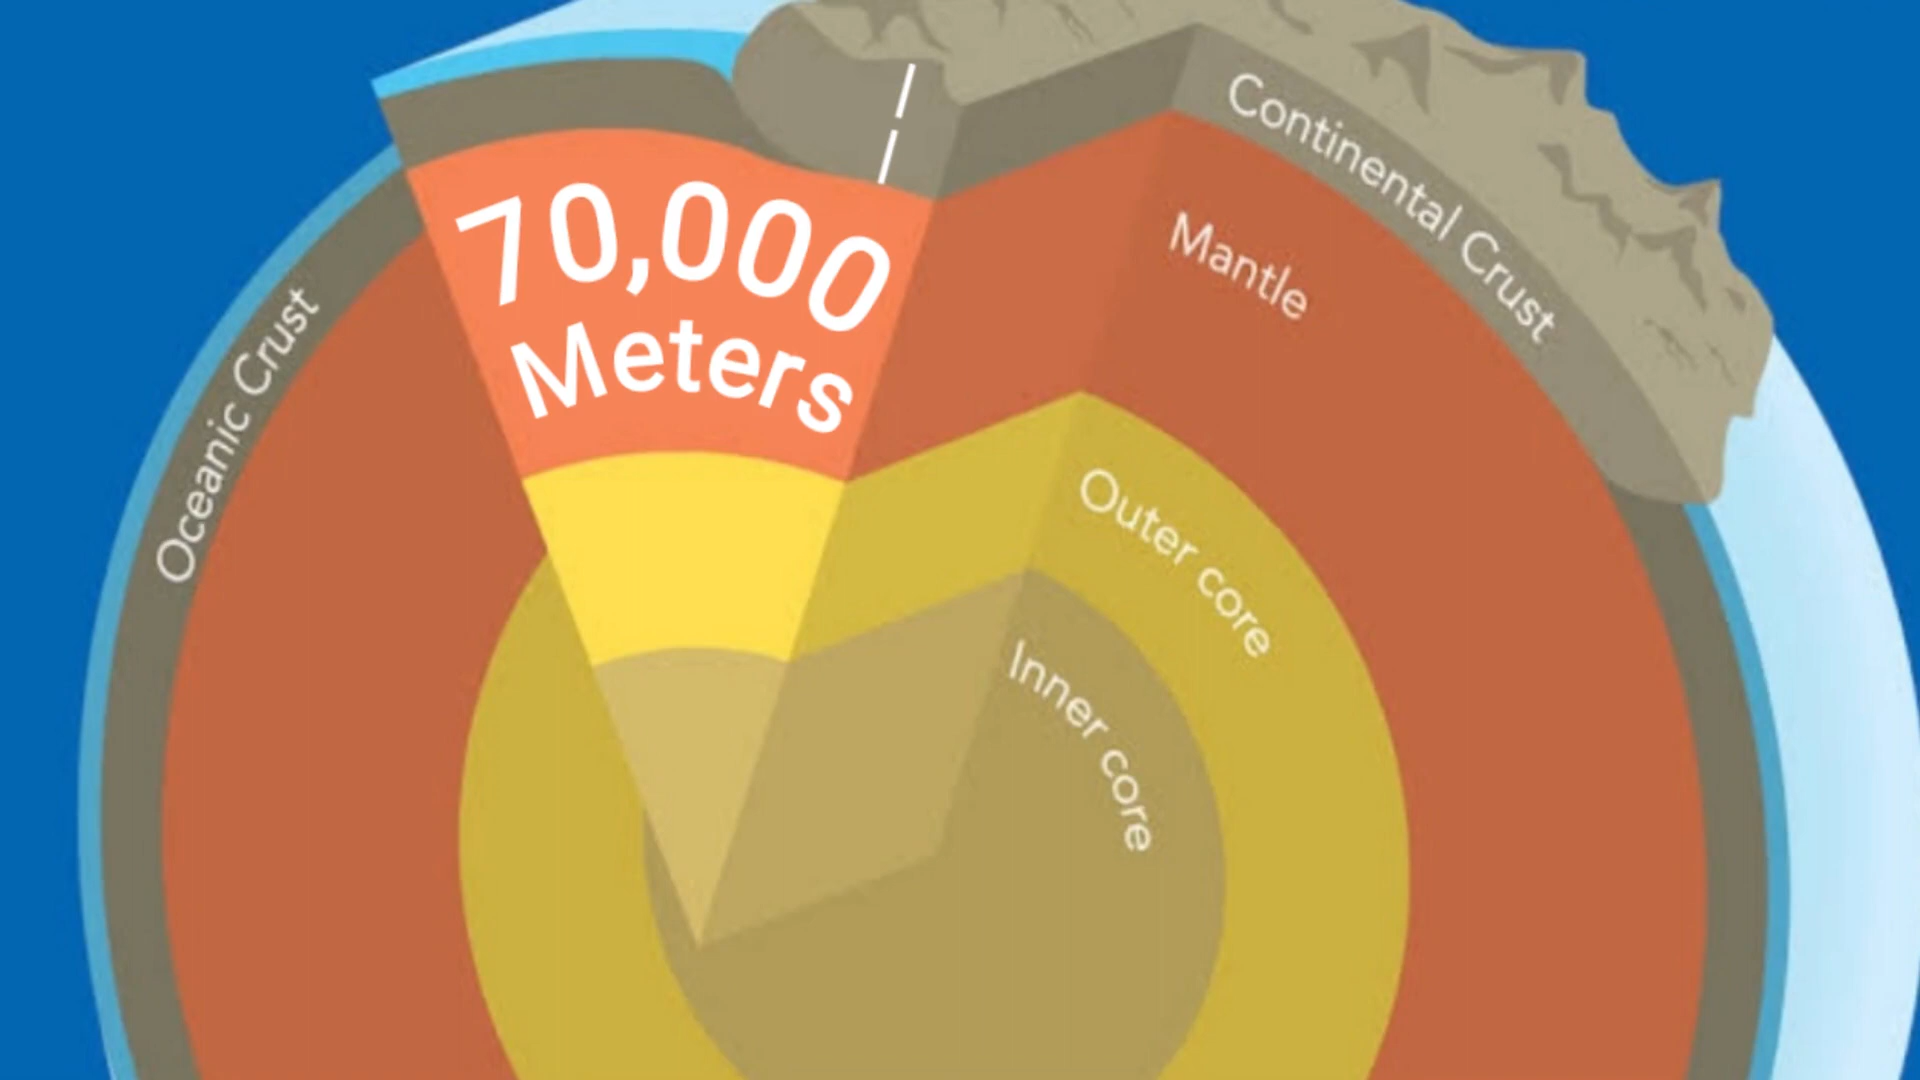 70,000
Meters
Continental Crust
Mantle
Oceanic Crust
Outer core
Inner core